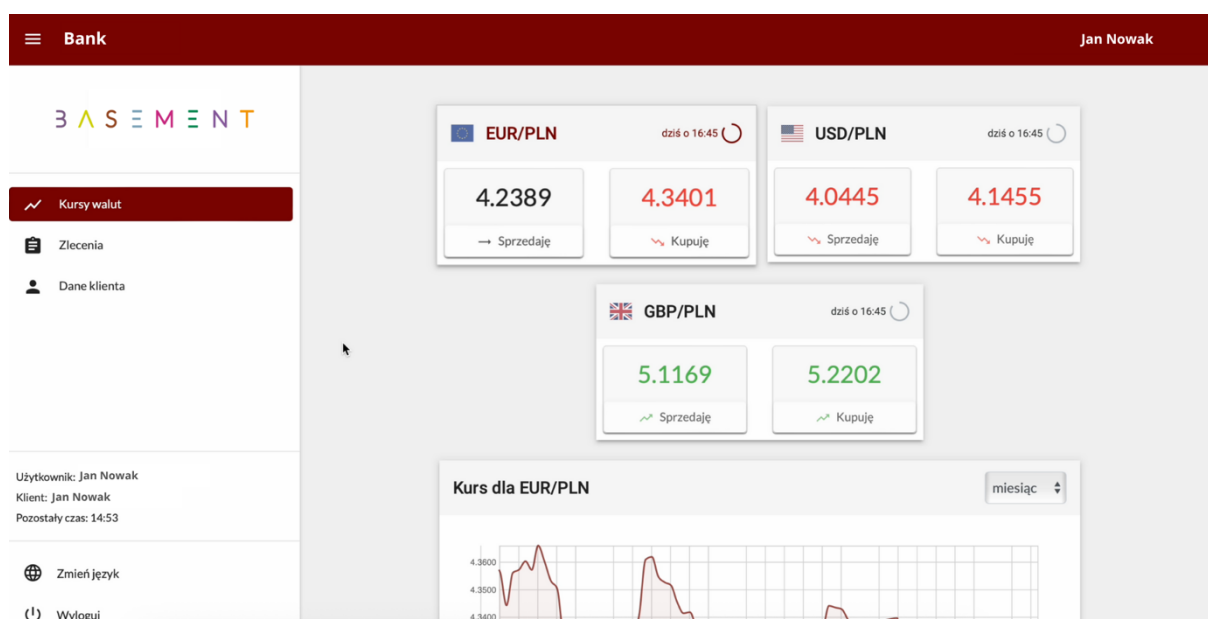 Bank
Jan Nowak
BASEMENT
Kursy walut
Zlecenia
Dane klienta
Użytkownik: Jan Nowak
Klient: Jan Nowak
Pozostały czas: 14:53
Zmień język
Wyloguj
EUR/PLN dziś o 16:45
4.2389 4.3401
Sprzedaję Kupuję
USD/PLN dziś o 16:45
4.0445 4.1455
Sprzedaję Kupuję
GBP/PLN dziś o 16:45
5.1169 5.2202
Sprzedaję Kupuję
Kurs dla EUR/PLN miesiąc
4.3600
4.3500
4.3400